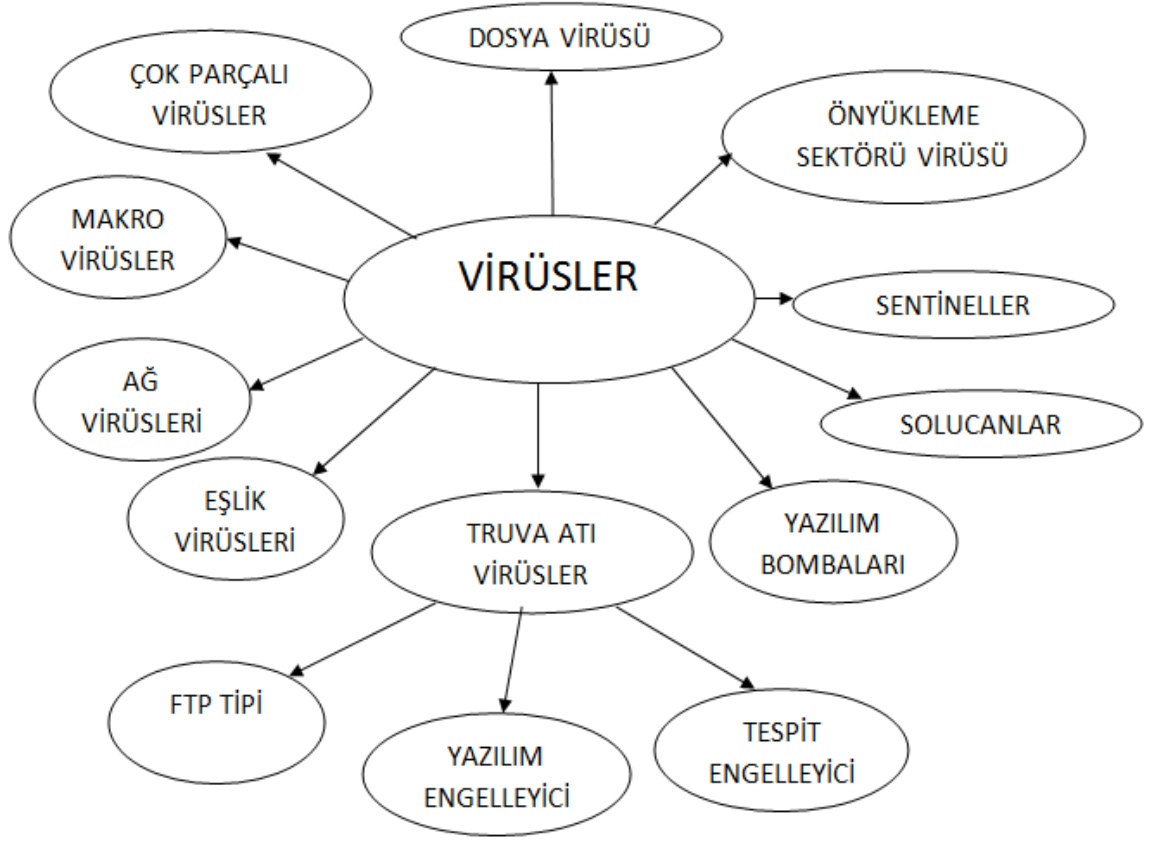 DOSYA VİRÜSÜ
ÇOK PARÇALI
VİRÜSLER
ÖNYÜKLEME
SEKTÖRÜ VİRÜSÜ
MAKRO
VİRÜSLER
VİRÜSLER
SENTİNELLER
AĞ
VİRÜSLERİ
SOLUCANLAR
EŞLİK
VİRÜSLERİ
TRUVA ATI
VİRÜSLER
YAZILIM
BOMBALARI
FTP TİPİ
YAZILIM
ENGELLEYİCİ
TESPİT
ENGELLEYİCİ